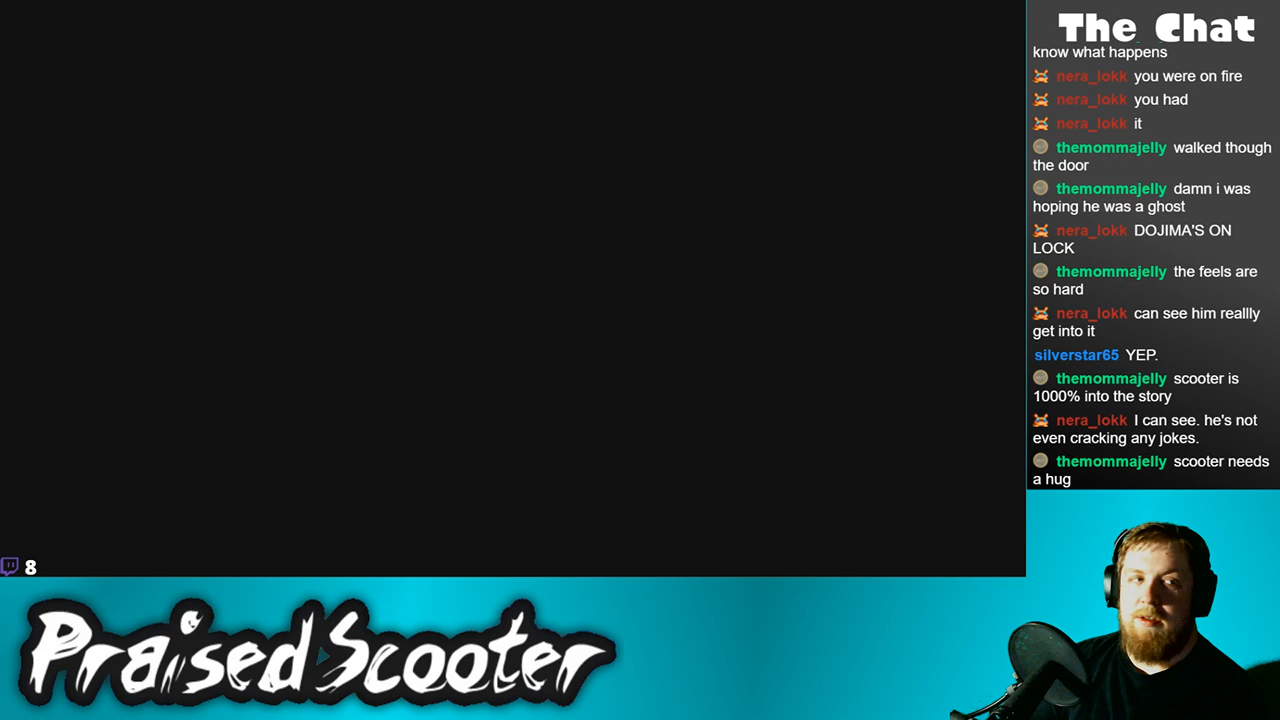 The Chat
know what happens
nera_lokk you were on fire
nera_lokk you had
nera_lokk it
themommajelly walked though
the door
themommajelly damn i was
hoping he was a ghost
nera_lokk DOJIMA'S ON
LOCK
themommajelly the feels are
so hard
nera_lokk can see him reallly
get into it
silverstar65 YEP.
themommajelly scooter is
1000% into the story
nera_lokk I can see. he's not
even cracking any jokes.
themommajelly scooter needs
a hug
8
PraisedScooter